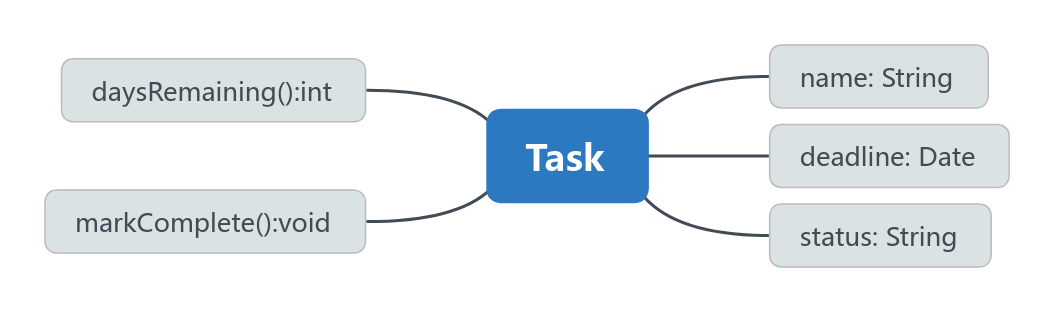 daysRemaining():int
markComplete():void
Task
name: String
deadline: Date
status: String